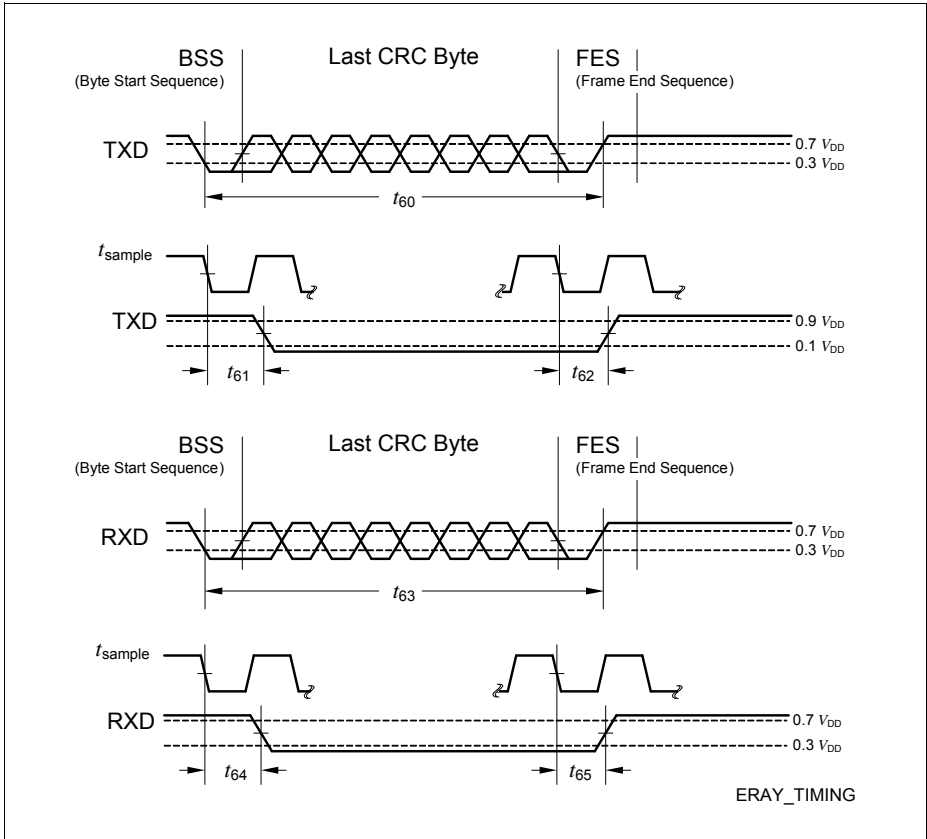 BSS Last CRC Byte FES
(Byte Start Sequence) (Frame End Sequence)
TXD
0.7 VDD
0.3 VDD
t60
tsample
TXD
0.9 VDD
0.1 VDD
t61 t62
BSS Last CRC Byte FES
(Byte Start Sequence) (Frame End Sequence)
RXD
0.7 VDD
0.3 VDD
t63
tsample
RXD
0.7 VDD
0.3 VDD
t64 t65
ERAY_TIMING